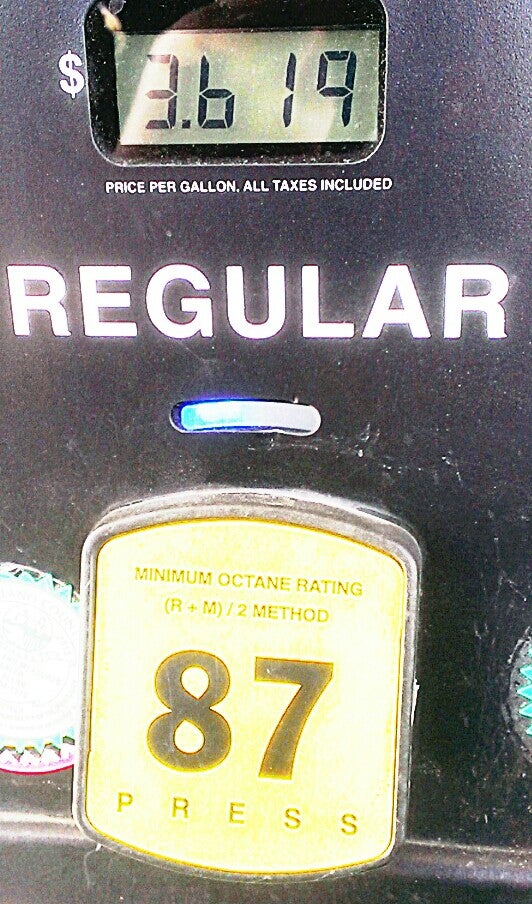 $ 3.619
PRICE PER GALLON, ALL TAXES INCLUDED
REGULAR
MINIMUM OCTANE RATING
(R + M) / 2 METHOD
87
PRESS